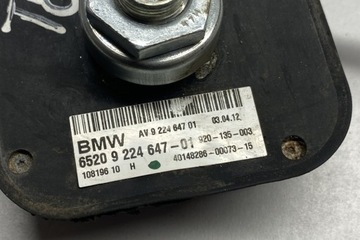 AV 9 224 647 01 03.04.12
BMW
6520 9 224 647-01 920-135-003
108196 10 H 40148286-00073-15